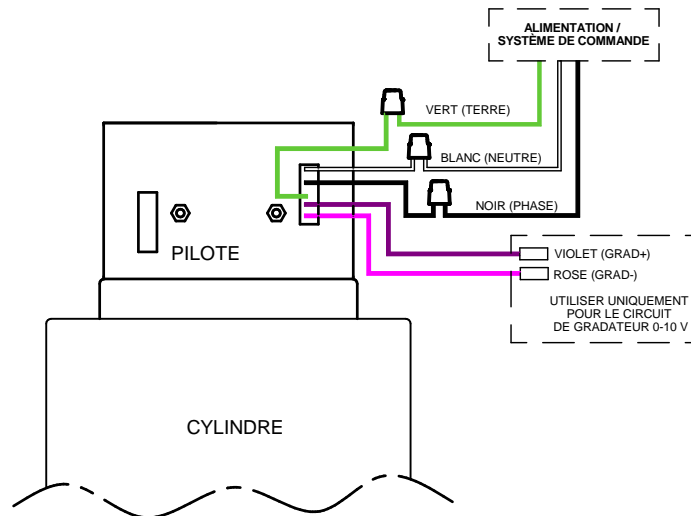 ALIMENTATION /
SYSTÈME DE COMMANDE
VERT (TERRE)
BLANC (NEUTRE)
NOIR (PHASE)
PILOTE
VIOLET (GRAD+)
ROSE (GRAD-)
UTILISER UNIQUEMENT
POUR LE CIRCUIT
DE GRADATEUR 0-10 V
CYLINDRE